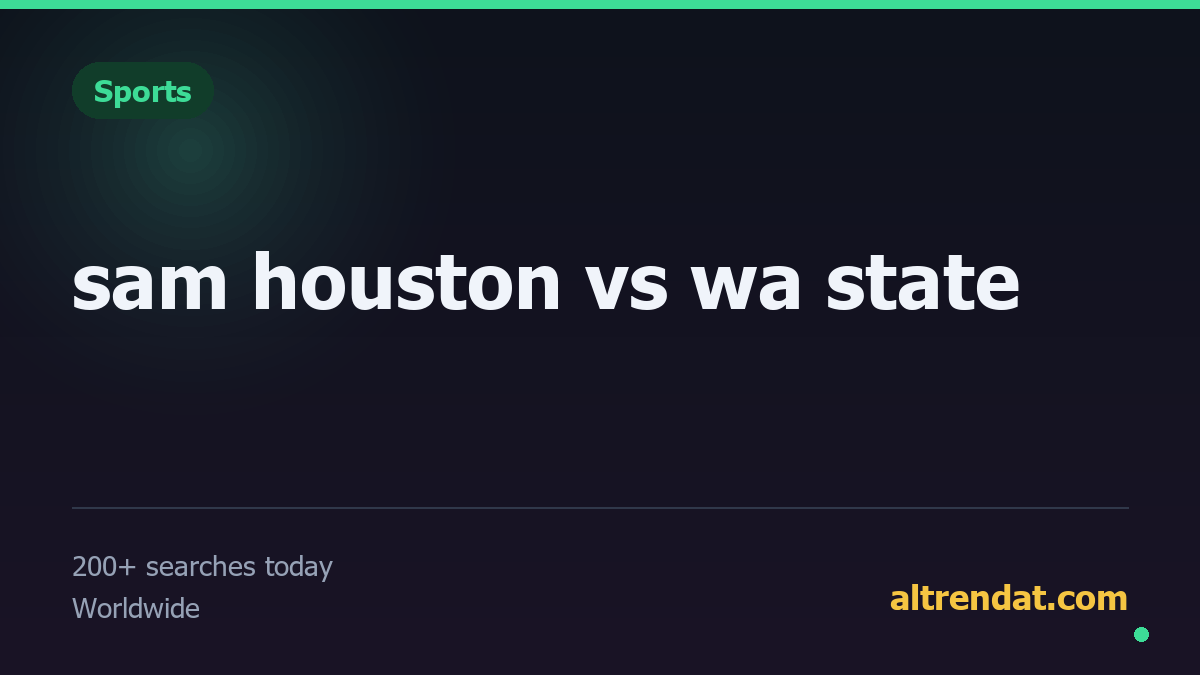 Sports
sam houston vs wa state
200+ searches today
Worldwide
altrendat.com